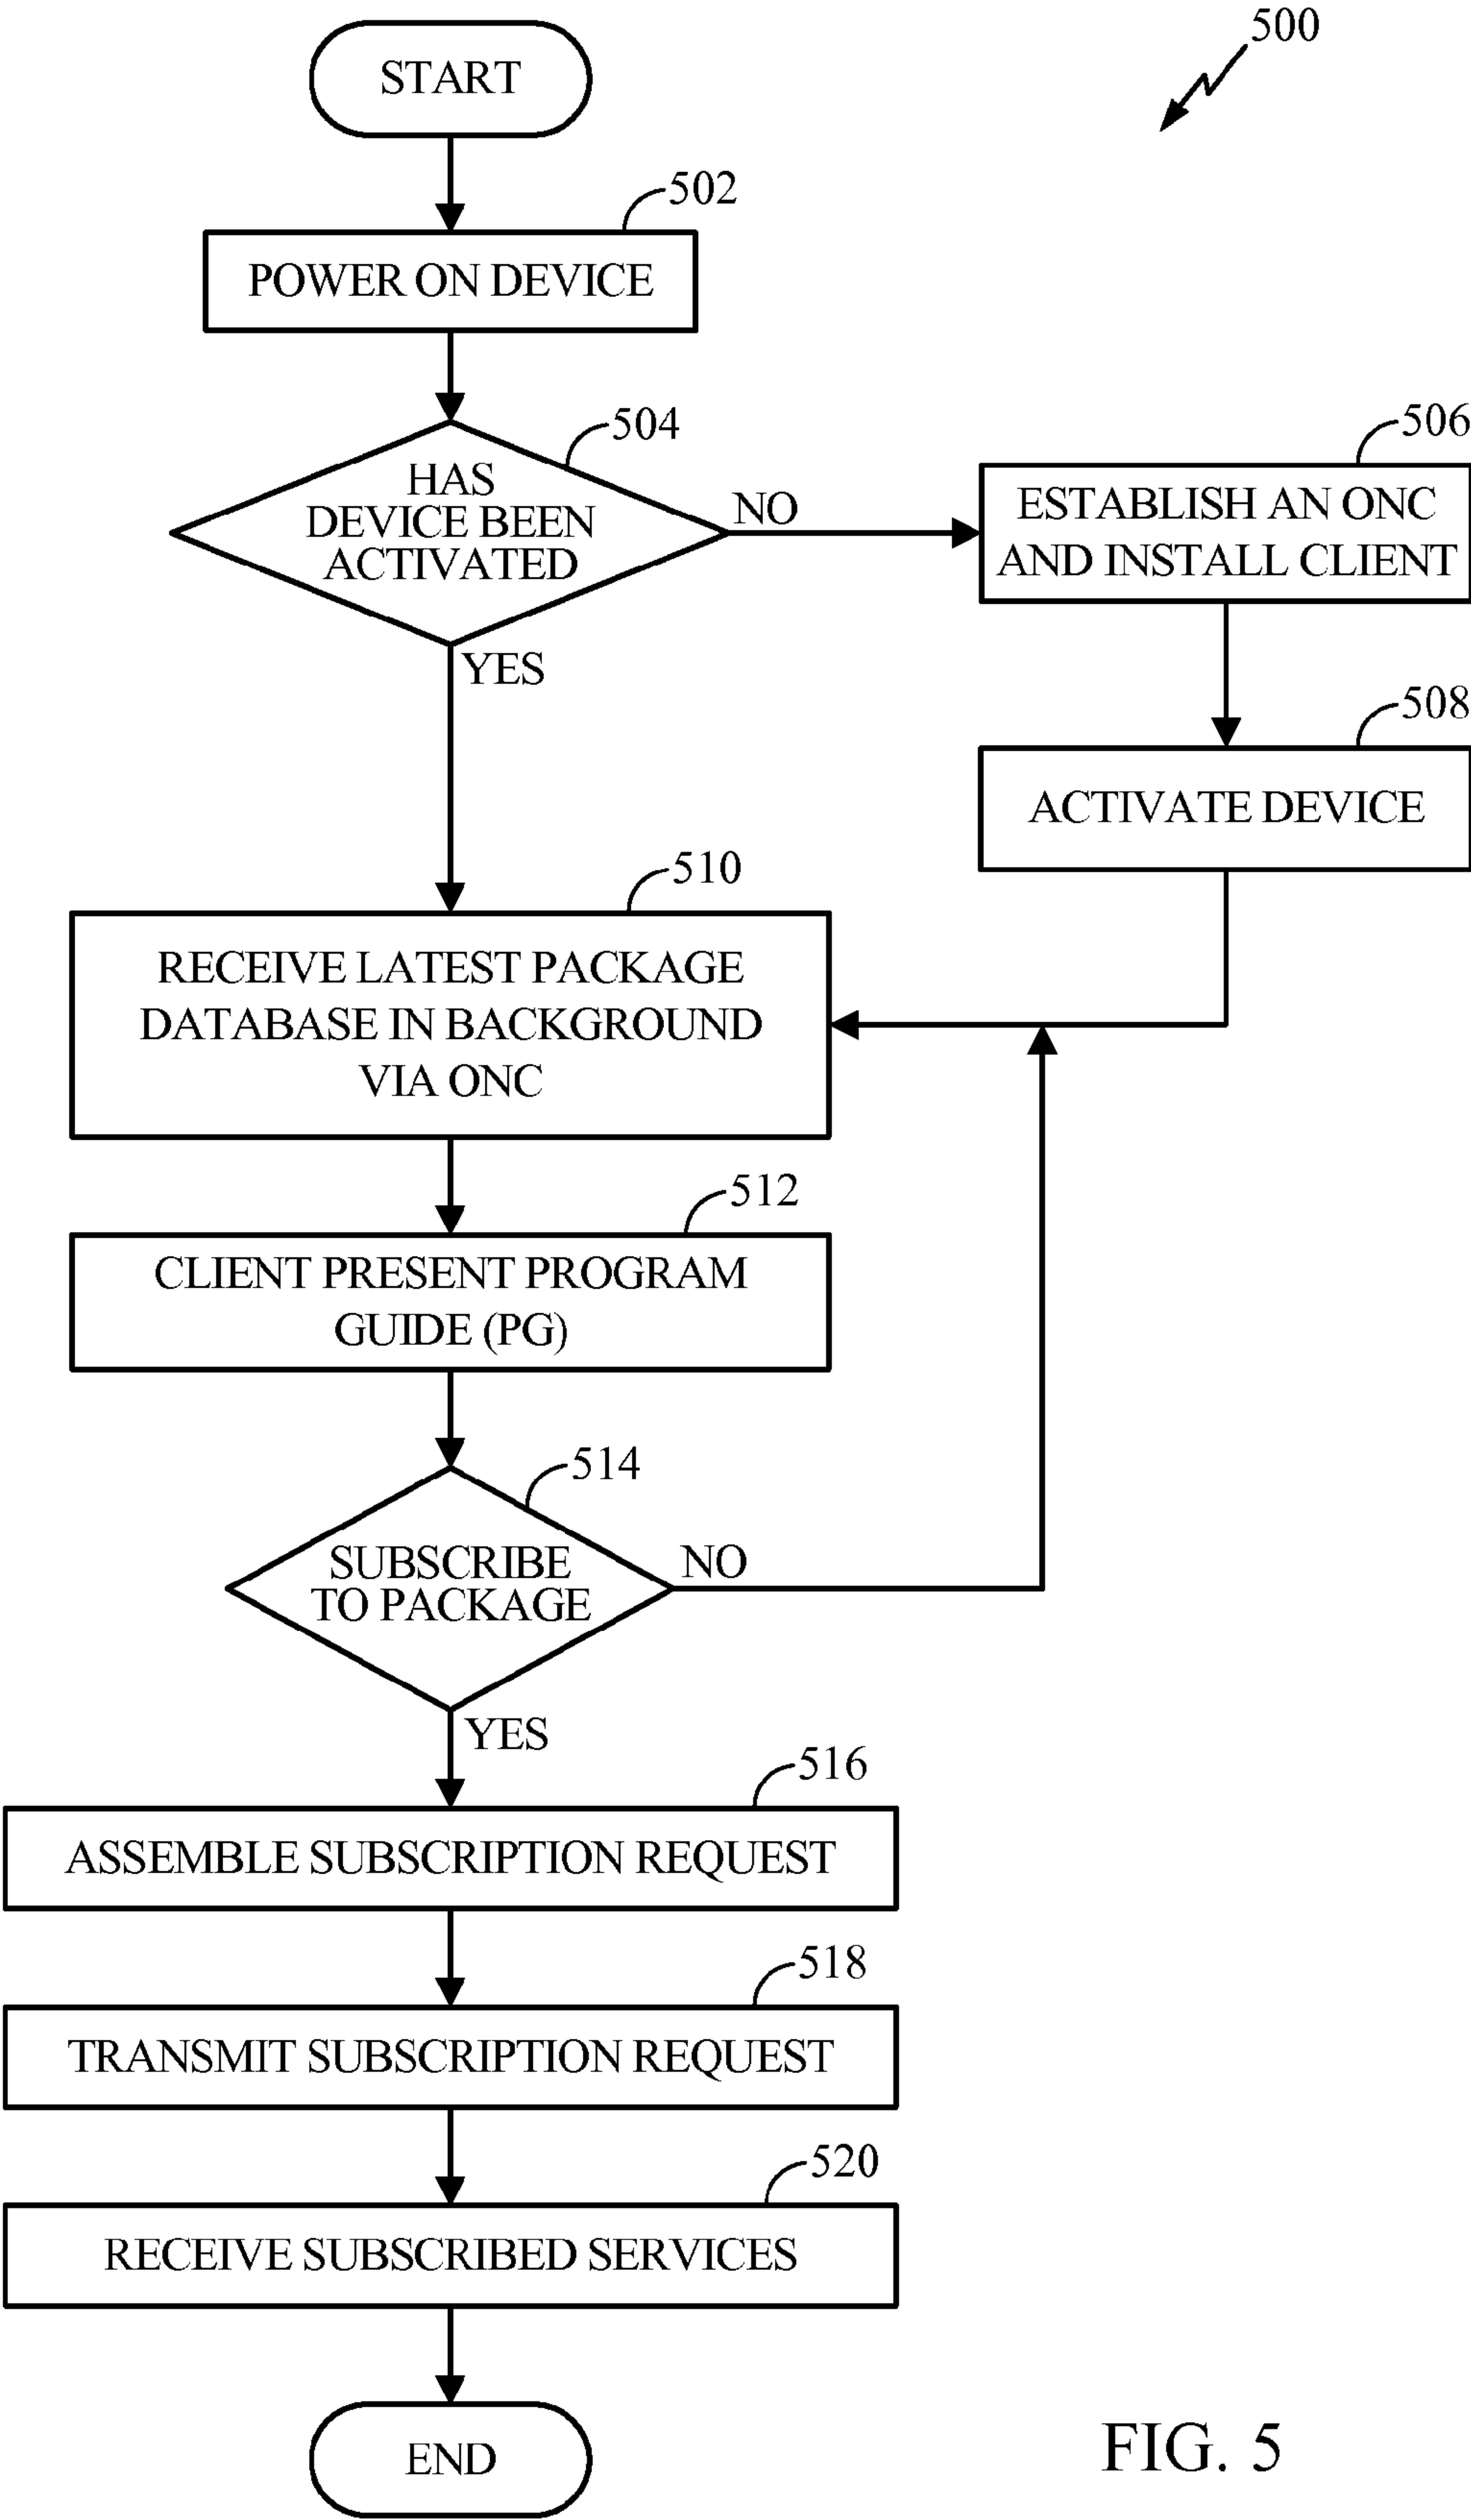 500
START
502
POWER ON DEVICE
504
HAS
DEVICE BEEN
ACTIVATED
NO
YES
506
ESTABLISH AN ONC
AND INSTALL CLIENT
508
ACTIVATE DEVICE
510
RECEIVE LATEST PACKAGE
DATABASE IN BACKGROUND
VIA ONC
512
CLIENT PRESENT PROGRAM
GUIDE (PG)
514
SUBSCRIBE
TO PACKAGE
NO
YES
516
ASSEMBLE SUBSCRIPTION REQUEST
518
TRANSMIT SUBSCRIPTION REQUEST
520
RECEIVE SUBSCRIBED SERVICES
END
FIG. 5